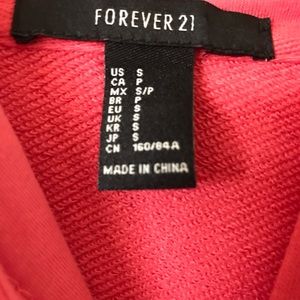 FOREVER 21
US S
CA P
MX S/P
BR P
EU S
UK S
KR S
JP S
CN 160/84A
MADE IN CHINA